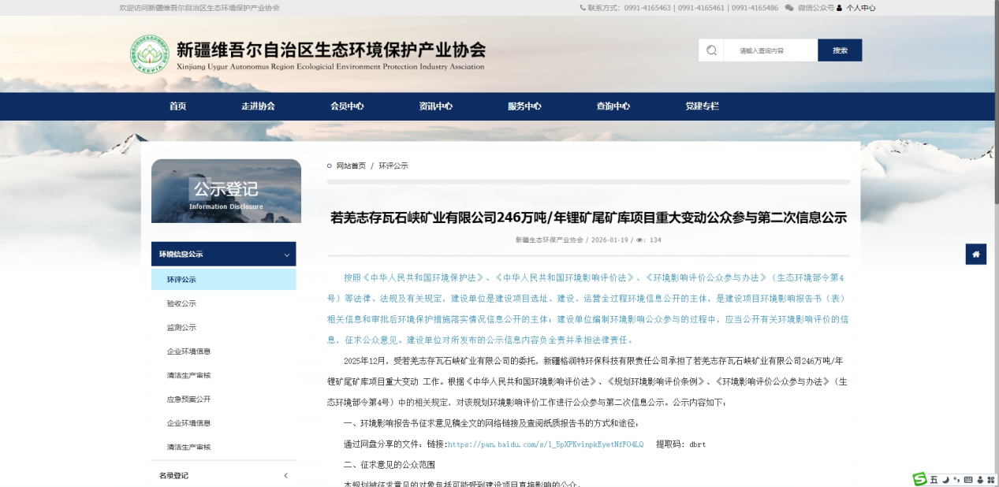 欢迎访问新疆维吾尔自治区生态环境保护产业协会
联系方式：0991-4165463 | 0991-4165461 | 0991-4165486 微信公众号 个人中心
新疆维吾尔自治区生态环境保护产业协会
Xinjiang Uygur Autonomus Region Ecologicial Environment Protection Industry Assciation
XEEPIA
请输入查询内容
搜索
首页 走进协会 会员中心 资讯中心 服务中心 查询中心 党建专栏
公示登记
Information Disclosure
环境信息公示
环评公示
验收公示
监测公示
企业环境信息
清洁生产审核
应急预案公开
企业环境信息
清洁生产审核
名录登记
网站首页 / 环评公示
若羌志存瓦石峡矿业有限公司246万吨/年锂矿尾矿库项目重大变动公众参与第二次信息公示
新疆生态环保产业协会 / 2026-01-19 / ：134
按照《中华人民共和国环境保护法》、《中华人民共和国环境影响评价法》、《环境影响评价公众参与办法》（生态环境部令第4
号）等法律、法规及有关规定，建设单位是建设项目选址、建设、运营全过程环境信息公开的主体，是建设项目环境影响报告书（表）
相关信息和审批后环境保护措施落实情况信息公开的主体；建设单位编制环境影响公众参与的过程中，应当公开有关环境影响评价的信
息，征求公众意见。建设单位对所发布的公示信息内容负全责并承担法律责任。
2025年12月，受若羌志存瓦石峡矿业有限公司的委托，新疆格润特环保科技有限责任公司承担了若羌志存瓦石峡矿业有限公司246万吨/年
锂矿尾矿库项目重大变动 工作。根据《中华人民共和国环境影响评价法》、《规划环境影响评价条例》、《环境影响评价公众参与办法》（生
态环境部令第4号）中的相关规定，对该规划环境影响评价工作进行公众参与第二次信息公示。公示内容如下：
一、环境影响报告书征求意见稿全文的网络链接及查阅纸质报告书的方式和途径：
通过网盘分享的文件：链接:https://pan.baidu.com/s/1_5pXPKvinpkEyetNfFO4LQ 提取码: dbrt
二、征求意见的公众范围
本规划被征求意见的对象包括可能受到建设项目直接影响的公众。
五